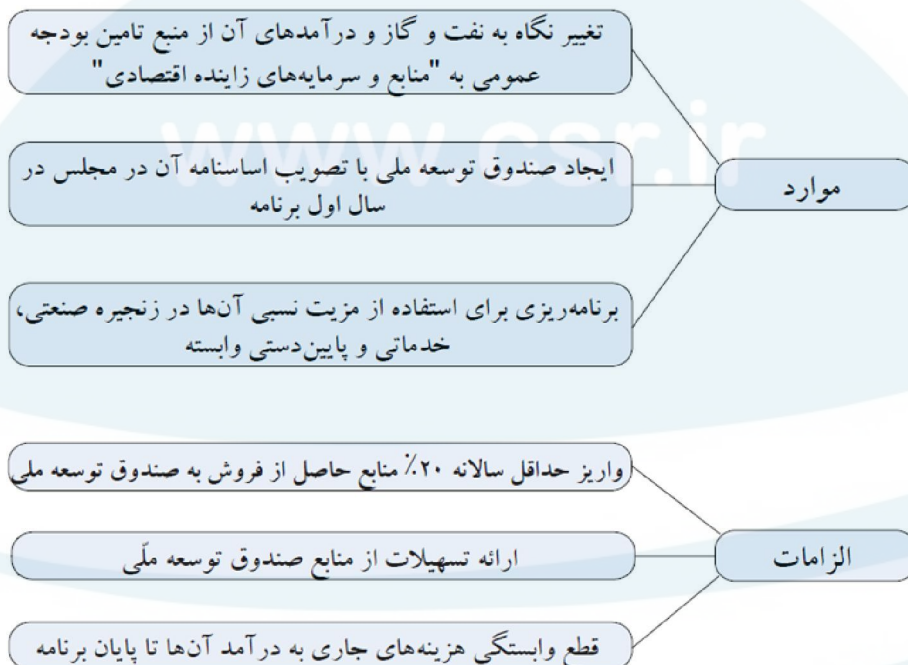 تغییر نگاه به نفت و گاز و درآمدهای آن از منبع تامین بودجه
عمومی به "منابع و سرمایه‌های زاینده اقتصادی"
www.csr.ir
موارد
ایجاد صندوق توسعه ملی با تصویب اساسنامه آن در مجلس در
سال اول برنامه
برنامه‌ریزی برای استفاده از مزیت نسبی آن‌ها در زنجیره صنعتی،
خدماتی و پایین‌دستی وابسته
واریز حداقل سالانه ۲۰٪ منابع حاصل از فروش به صندوق توسعه ملی
الزامات
ارائه تسهیلات از منابع صندوق توسعه ملّی
قطع وابستگی هزینه‌های جاری به درآمد آن‌ها تا پایان برنامه